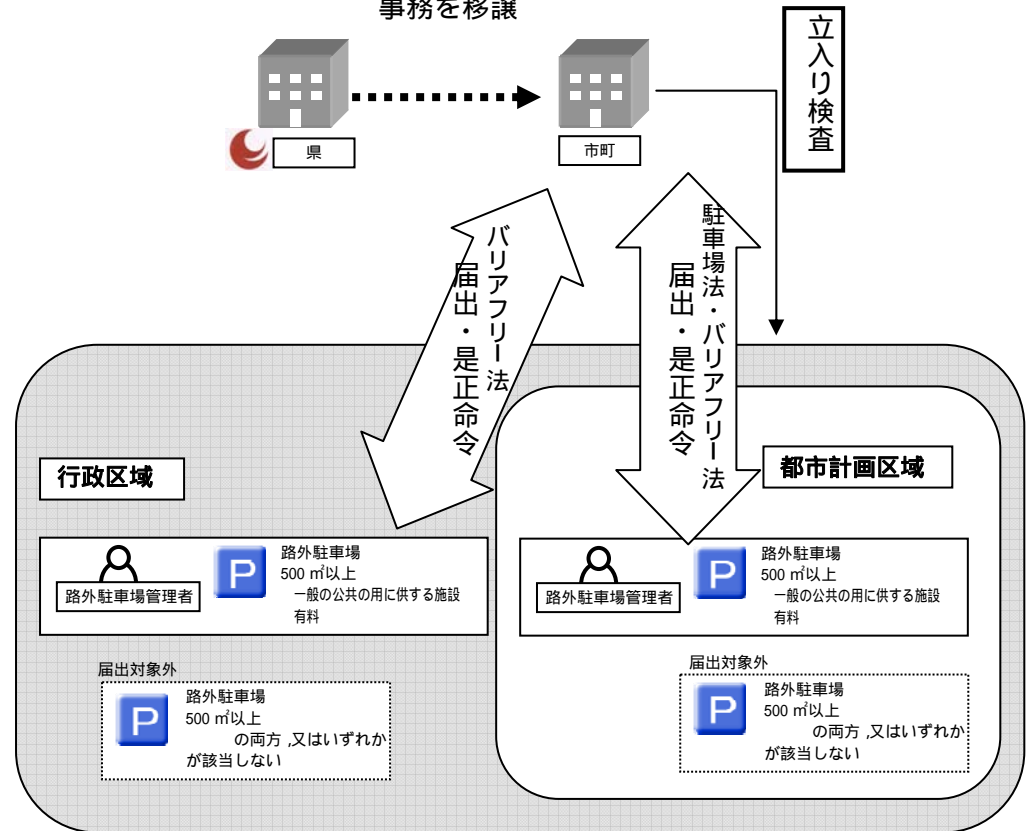 事務を移譲
立入り検査
県
市町
バリアフリー法
届出・是正命令
駐車場法・バリアフリー法
届出・是正命令
行政区域
都市計画区域
路外駐車場管理者
P
路外駐車場
500 ㎡以上
一般の公共の用に供する施設
有料
路外駐車場管理者
P
路外駐車場
500 ㎡以上
一般の公共の用に供する施設
有料
届出対象外
P
路外駐車場
500 ㎡以上
の両方,又はいずれか
が該当しない
届出対象外
P
路外駐車場
500 ㎡以上
の両方,又はいずれか
が該当しない